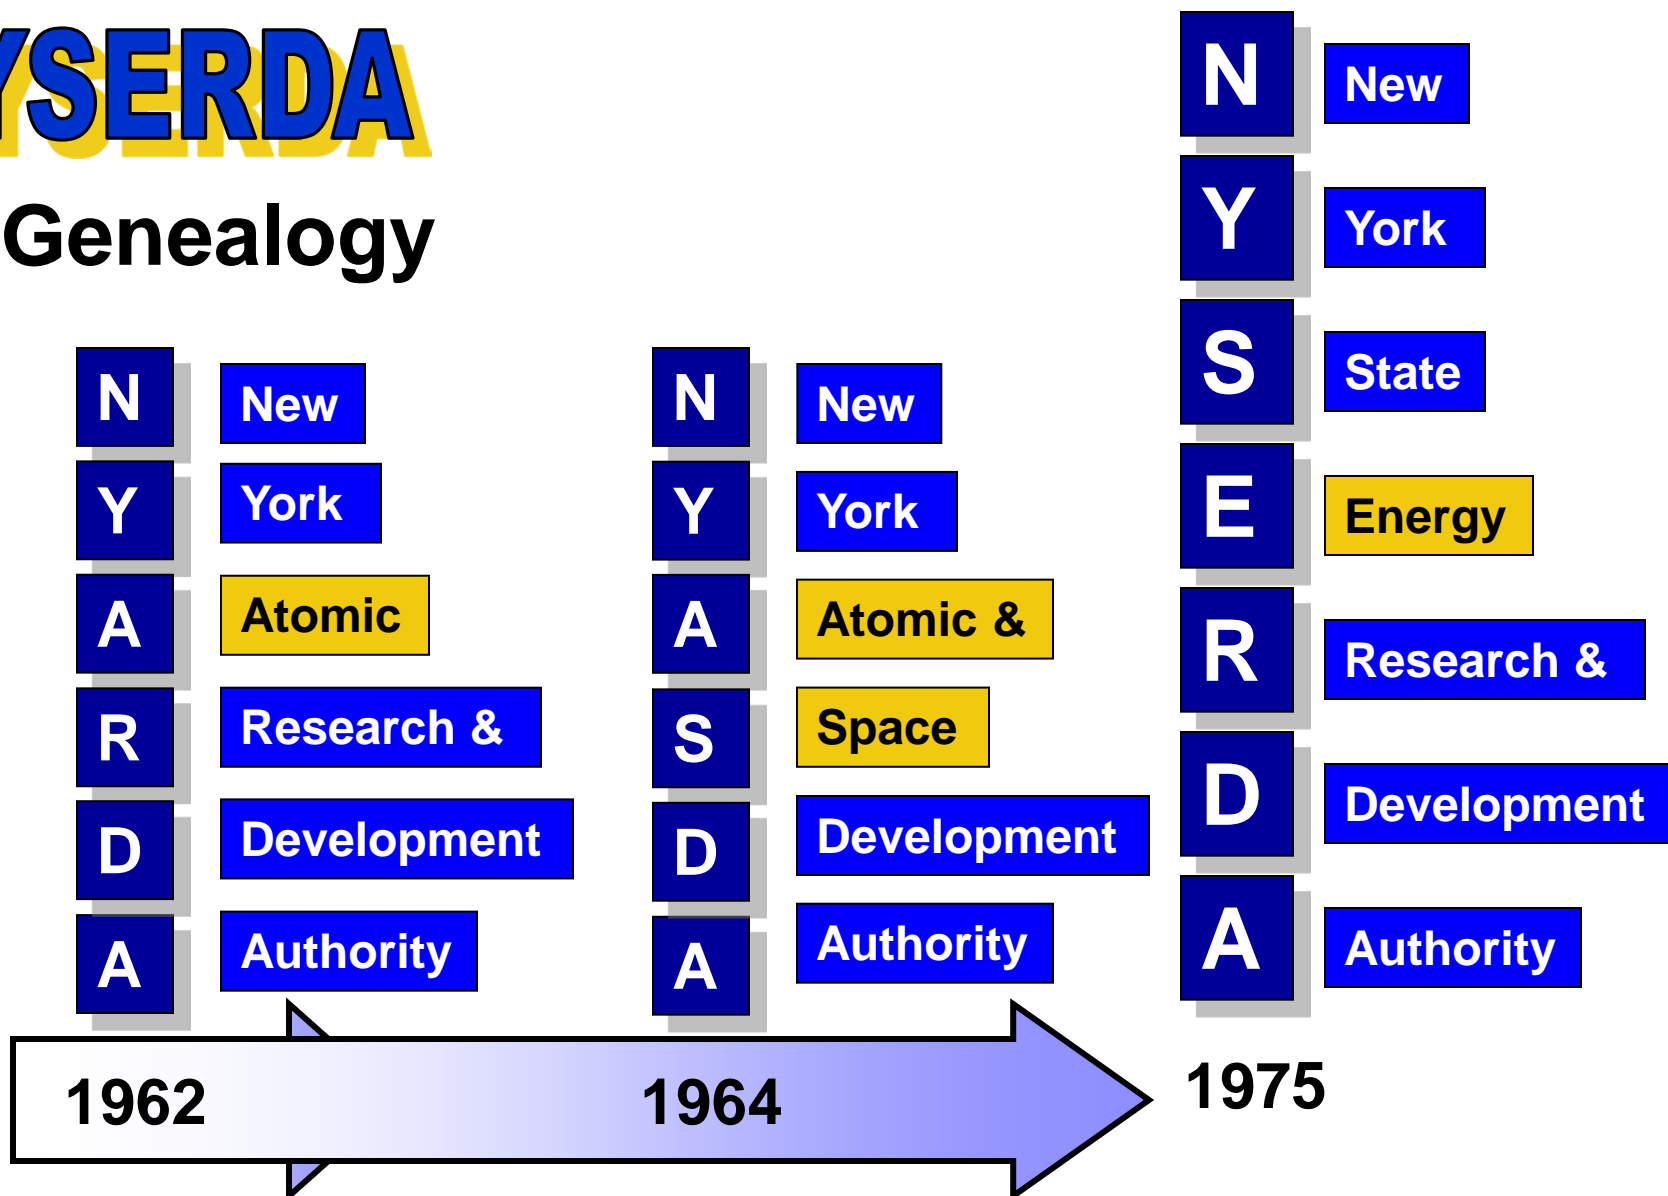 YSERDA
Genealogy
N New
Y York
A Atomic
R Research &
D Development
A Authority
1962
N New
Y York
A Atomic &
S Space
D Development
A Authority
1964
N New
Y York
S State
E Energy
R Research &
D Development
A Authority
1975